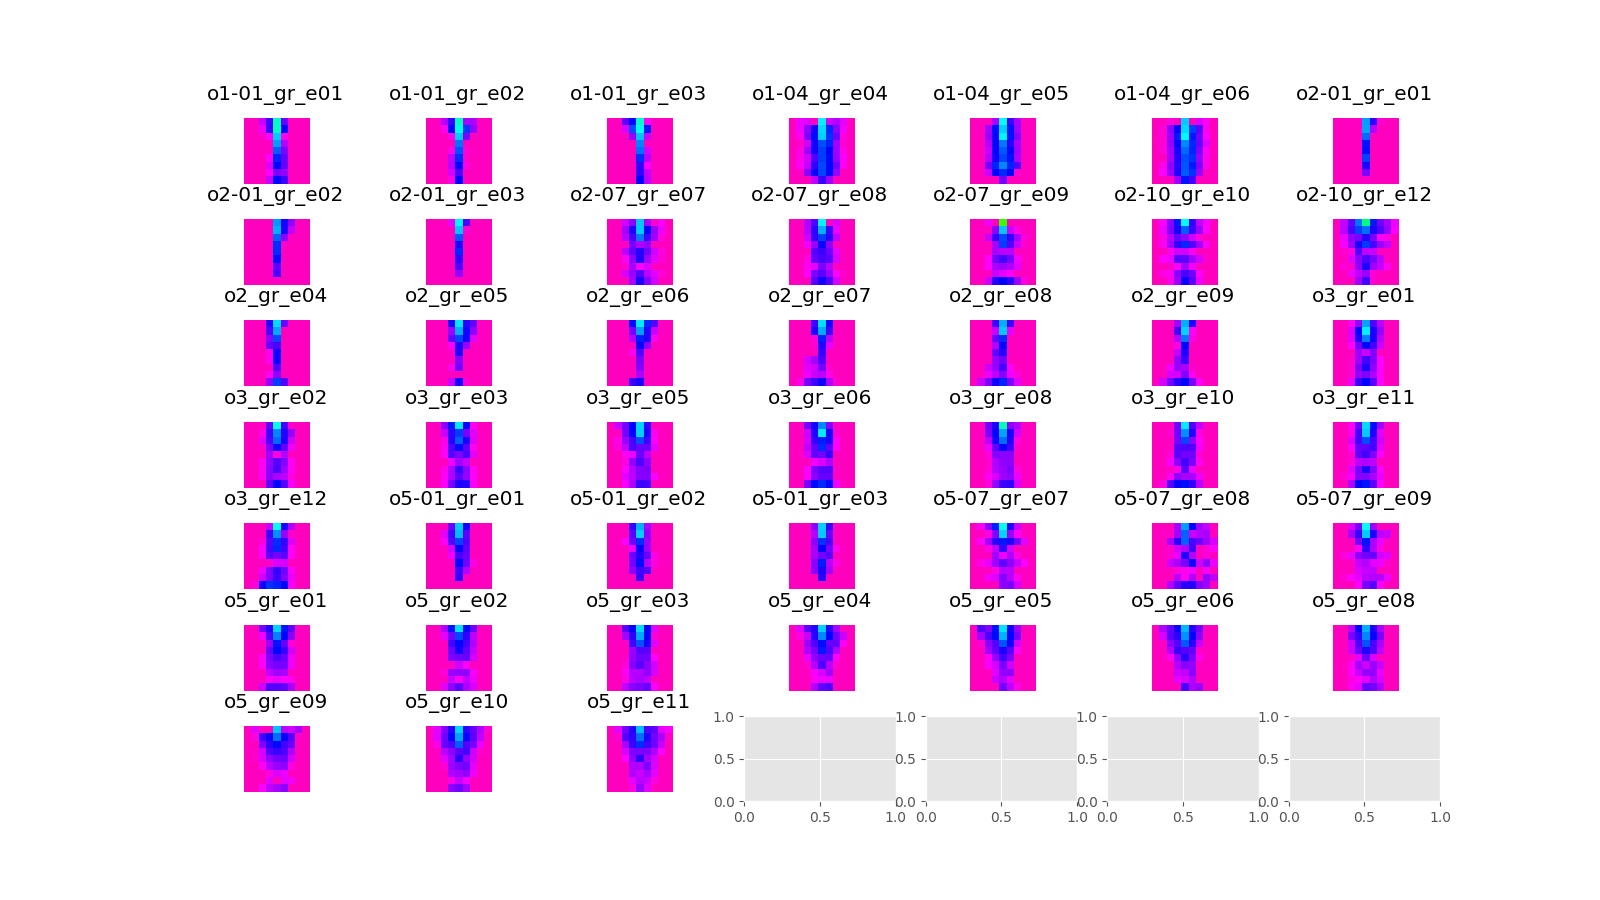 o1-01_gr_e01 o1-01_gr_e02 o1-01_gr_e03 o1-04_gr_e04 o1-04_gr_e05 o1-04_gr_e06 o2-01_gr_e01
o2-01_gr_e02 o2-01_gr_e03 o2-07_gr_e07 o2-07_gr_e08 o2-07_gr_e09 o2-10_gr_e10 o2-10_gr_e12
o2_gr_e04 o2_gr_e05 o2_gr_e06 o2_gr_e07 o2_gr_e08 o2_gr_e09 o3_gr_e01
o3_gr_e02 o3_gr_e03 o3_gr_e05 o3_gr_e06 o3_gr_e08 o3_gr_e10 o3_gr_e11
o3_gr_e12 o5-01_gr_e01 o5-01_gr_e02 o5-01_gr_e03 o5-07_gr_e07 o5-07_gr_e08 o5-07_gr_e09
o5_gr_e01 o5_gr_e02 o5_gr_e03 o5_gr_e04 o5_gr_e05 o5_gr_e06 o5_gr_e08
o5_gr_e09 o5_gr_e10 o5_gr_e11
1.0 1.0 1.0 1.0
0.5 0.5 0.5 0.5
0.0 0.0 0.0 0.0
0.0 0.5 1.0 0.0 0.5 1.0 0.0 0.5 1.0 0.0 0.5 1.0